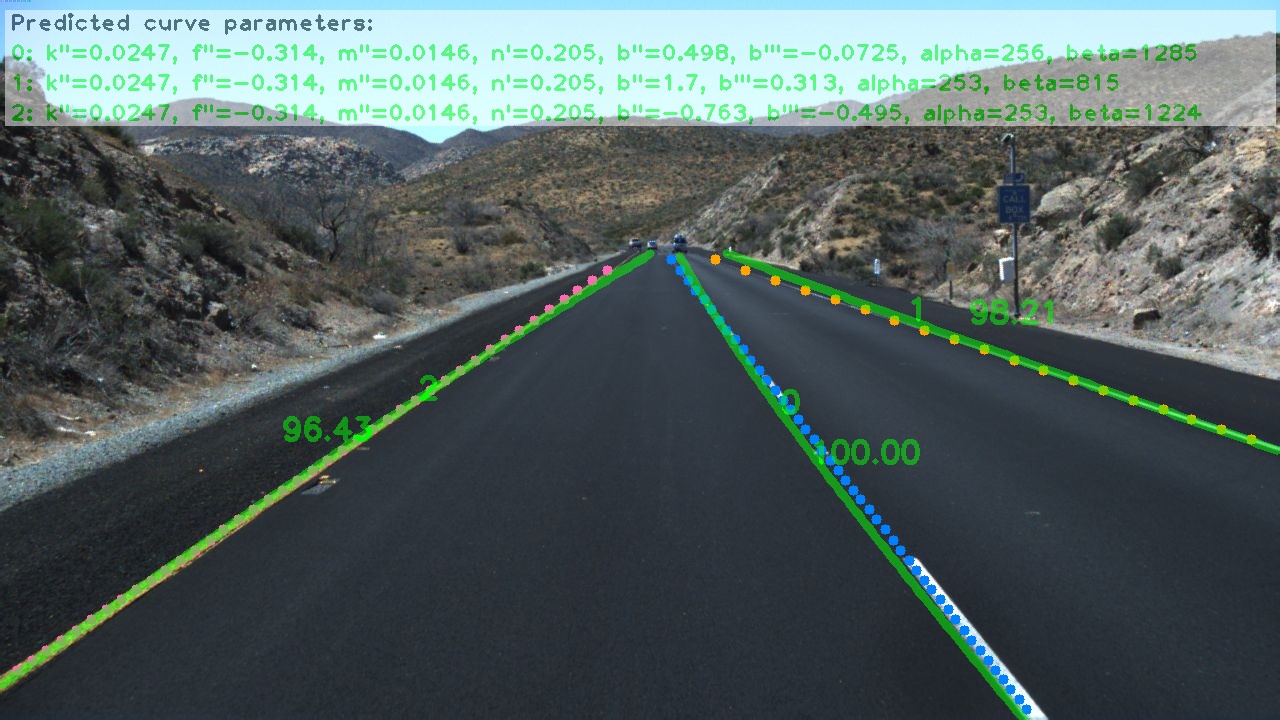 Predicted curve parameters:
0: k''=0.0247, f''=-0.314, m''=0.0146, n'=0.205, b''=0.498, b'''=-0.0725, alpha=256, beta=1285
1: k''=0.0247, f''=-0.314, m''=0.0146, n'=0.205, b''=1.7, b'''=0.313, alpha=253, beta=815
2: k''=0.0247, f''=-0.314, m''=0.0146, n'=0.205, b''=-0.763, b'''=-0.495, alpha=253, beta=1224
CALL
BOX
1 98.21
2
0
96.43
100.00